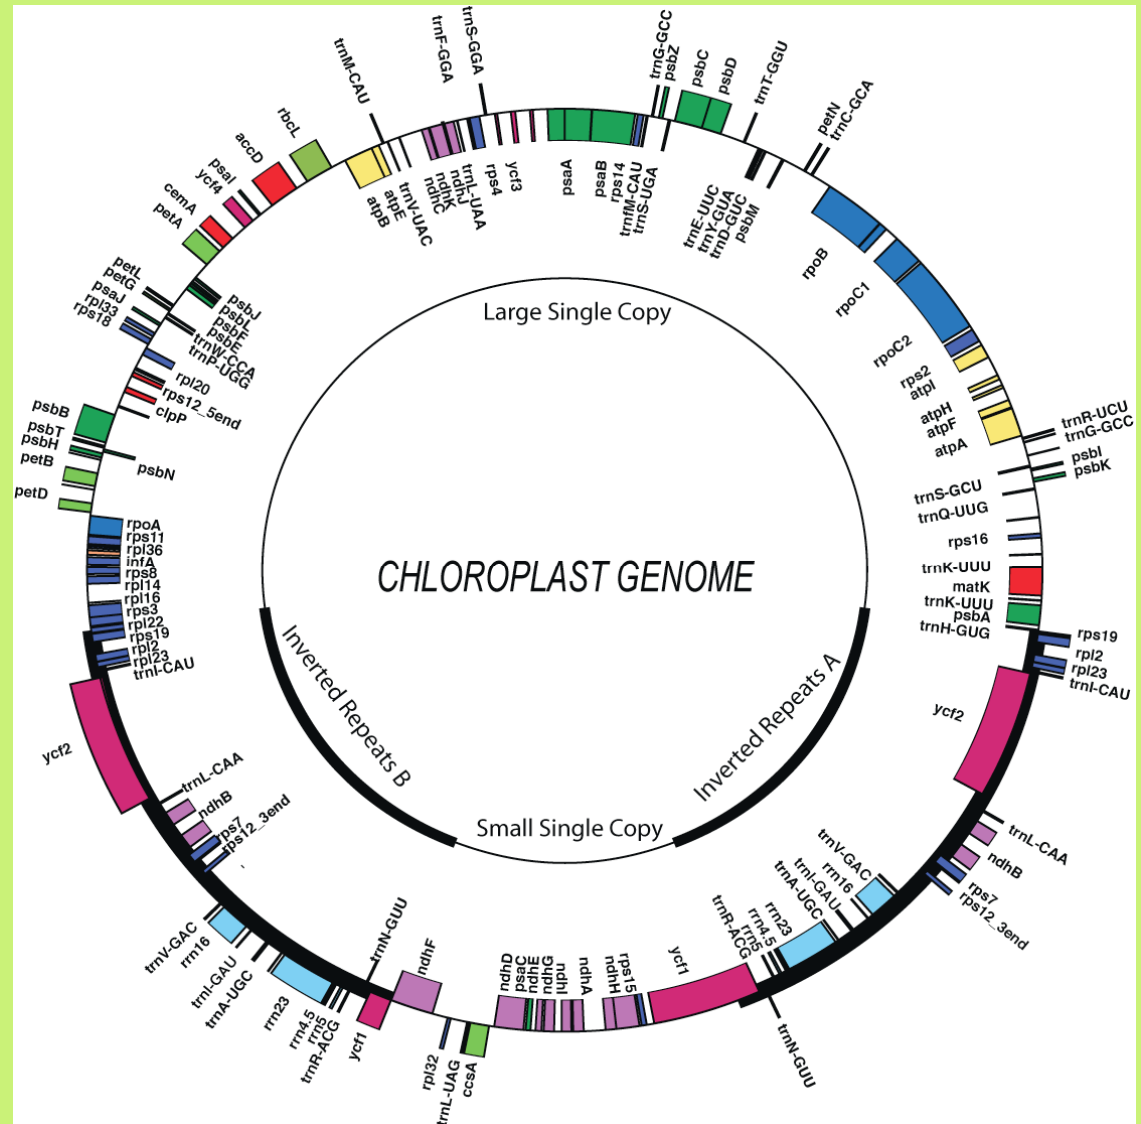 trnM-CAU
trnF-GGA
trnS-GGA
trnG-GCC
psbZ
psbC
psbD
trnT-GGU
petN
trnC-GCA
rbcL
accD
psaI
ycf4
cemA
petA
atpB
atpE
trnV-UAC
ndhC
ndhK
ndhJ
trnL-UAA
rps4
ycf3
psaA
psaB
rps14
trnfM-CAU
trnS-UGA
trnE-UUC
trnY-GUA
trnD-GUC
psbM
rpoB
rpoC1
rpoC2
rps2
atpI
atpH
atpF
atpA
trnR-UCU
trnG-GCC
psbI
psbK
trnS-GCU
trnQ-UUG
rps16
trnK-UUU
matK
trnK-UUU
psbA
trnH-GUG
rps19
rpl2
rpl23
trnI-CAU
ycf2
trnL-CAA
ndhB
rps7
rps12_3end
trnV-GAC
rrn16
trnI-GAU
trnA-UGC
rrn23
rrn4.5
rrn5
trnR-ACG
trnN-GUU
ycf1
rps15
ndhH
ndhA
ndhI
ndhG
ndhE
psaC
ndhD
ccsA
trnL-UAG
rpl32
ndhF
trnN-GUU
ycf1
trnR-ACG
rrn5
rrn4.5
rrn23
trnA-UGC
trnI-GAU
rrn16
trnV-GAC
rps12_3end
rps7
ndhB
trnL-CAA
ycf2
trnI-CAU
rpl23
rpl2
rps19
rpl22
rps3
rpl16
rpl14
rps8
infA
rpl36
rps11
rpoA
petD
petB
psbH
psbT
psbB
psbN
clpP
rps12_5end
rpl20
rps18
rpl33
psaJ
petG
petL
trnP-UGG
trnW-CCA
psbE
psbF
psbL
psbJ
Large Single Copy
CHLOROPLAST GENOME
Inverted Repeats B
Inverted Repeats A
Small Single Copy